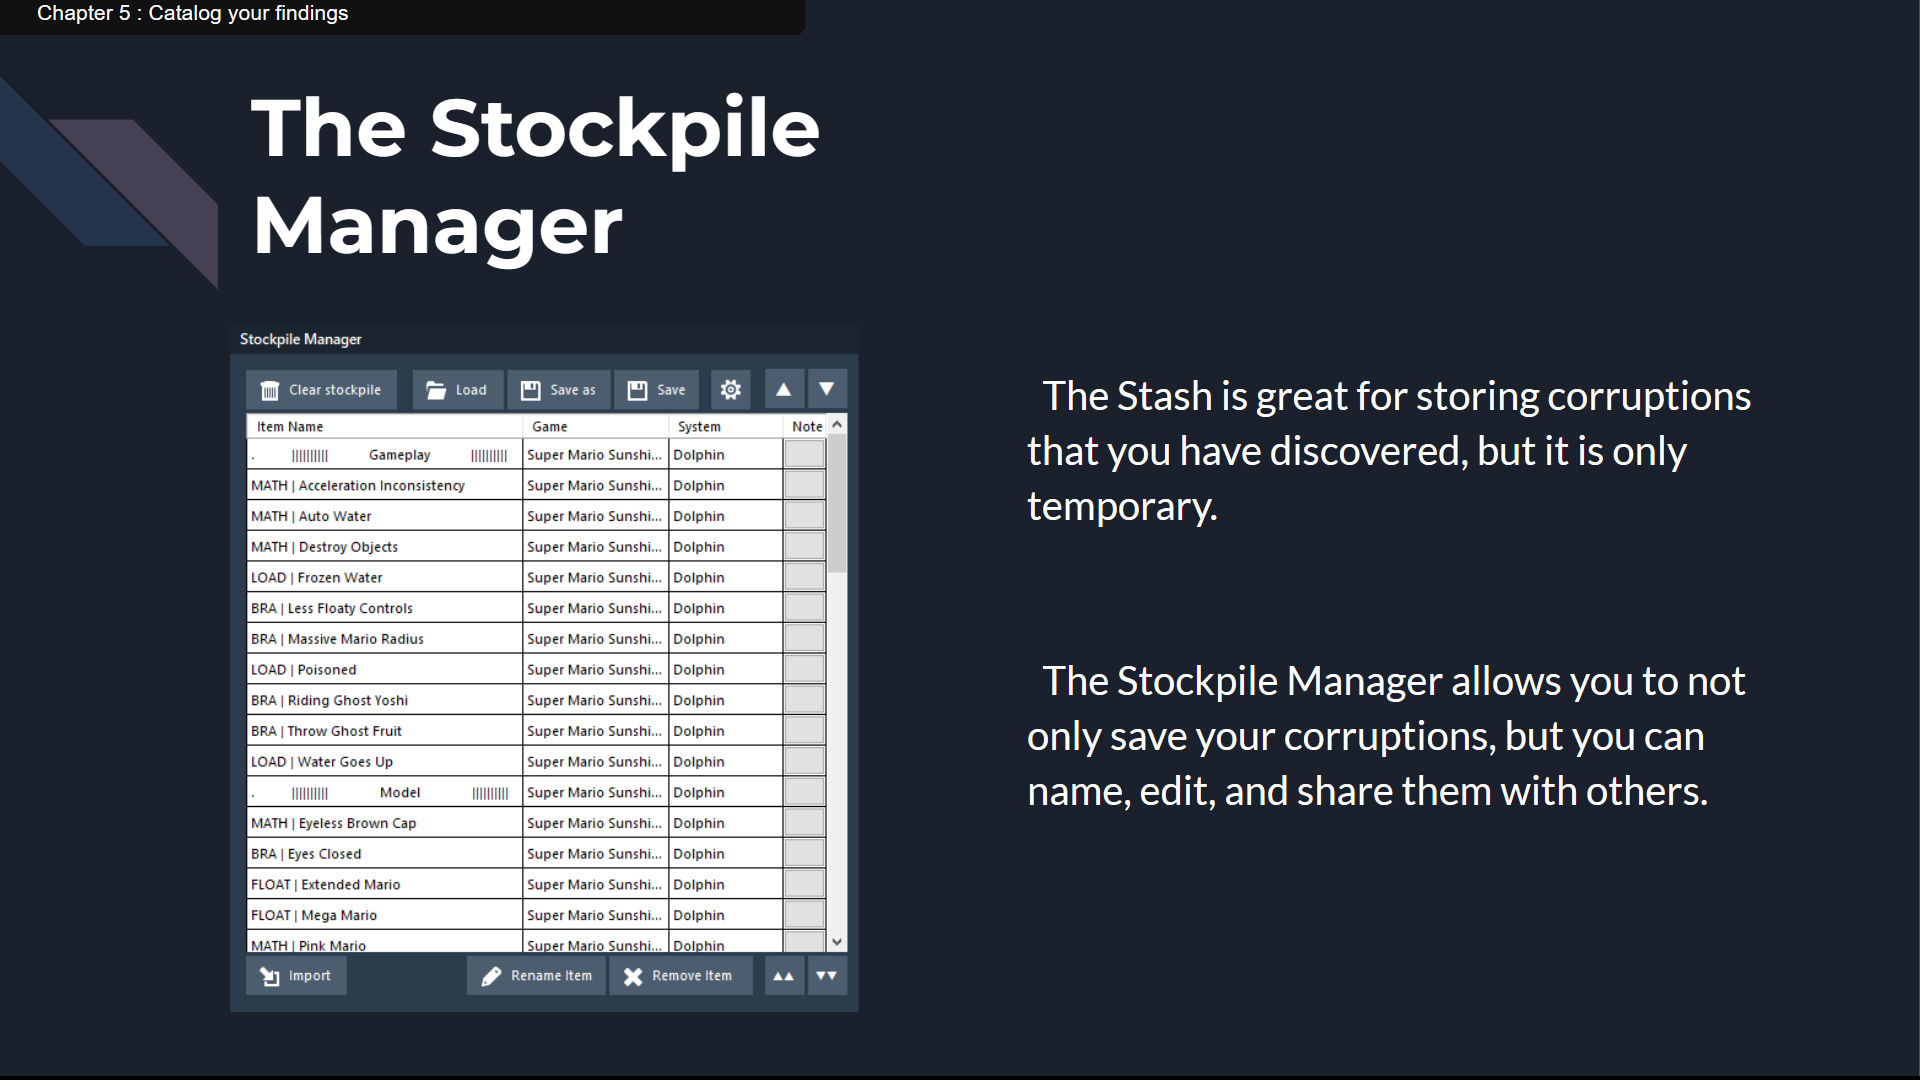 Chapter 5 : Catalog your findings
The Stockpile
Manager
Stockpile Manager
Clear stockpile Load Save as Save
Item Name Game System Note
. |||||||||| Gameplay |||||||||| Super Mario Sunshi... Dolphin
MATH | Acceleration Inconsistency Super Mario Sunshi... Dolphin
MATH | Auto Water Super Mario Sunshi... Dolphin
MATH | Destroy Objects Super Mario Sunshi... Dolphin
LOAD | Frozen Water Super Mario Sunshi... Dolphin
BRA | Less Floaty Controls Super Mario Sunshi... Dolphin
BRA | Massive Mario Radius Super Mario Sunshi... Dolphin
LOAD | Poisoned Super Mario Sunshi... Dolphin
BRA | Riding Ghost Yoshi Super Mario Sunshi... Dolphin
BRA | Throw Ghost Fruit Super Mario Sunshi... Dolphin
LOAD | Water Goes Up Super Mario Sunshi... Dolphin
. |||||||||| Model |||||||||| Super Mario Sunshi... Dolphin
MATH | Eyeless Brown Cap Super Mario Sunshi... Dolphin
BRA | Eyes Closed Super Mario Sunshi... Dolphin
FLOAT | Extended Mario Super Mario Sunshi... Dolphin
FLOAT | Mega Mario Super Mario Sunshi... Dolphin
MATH | Pink Mario Super Mario Sunshi... Dolphin
Import Rename Item Remove Item
The Stash is great for storing corruptions
that you have discovered, but it is only
temporary.
The Stockpile Manager allows you to not
only save your corruptions, but you can
name, edit, and share them with others.